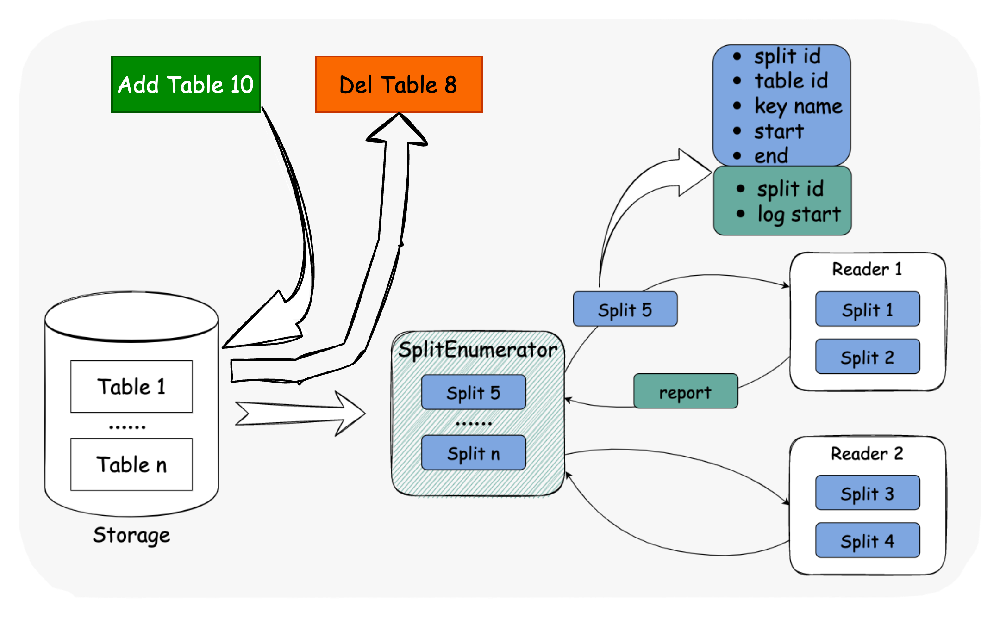 Add Table 10
Del Table 8
• split id
• table id
• key name
• start
• end
• split id
• log start
Reader 1
Split 1
Split 2
Split 5
report
SplitEnumerator
Split 5
......
Split n
Table 1
......
Table n
Storage
Reader 2
Split 3
Split 4